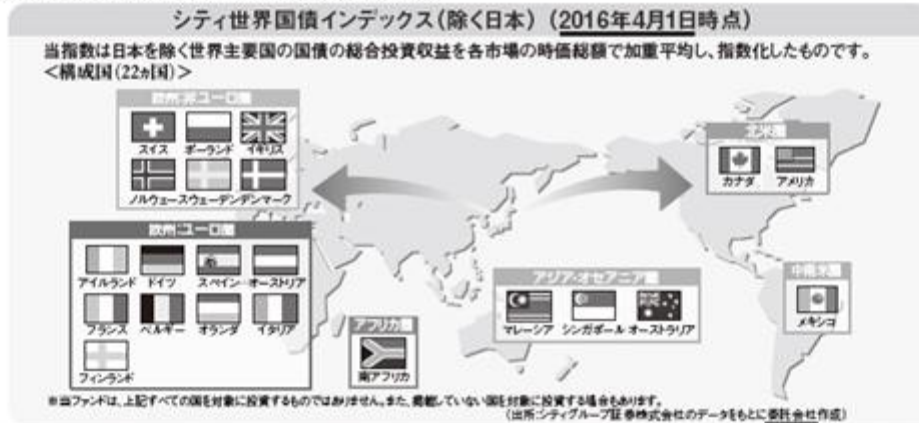 シティ世界国債インデックス(除く日本)(2016年4月1日時点)
当指数は日本を除く世界主要国の国債の総合投資収益を各市場の時価総額で加重平均し、指数化したものです。
<構成国(22ヵ国)>
欧州:非ユーロ圏
スイス ポーランド イギリス
ノルウェー スウェーデン デンマーク
欧州:ユーロ圏
アイルランド ドイツ スペイン オーストリア
フランス ベルギー オランダ イタリア
フィンランド
アフリカ圏
南アフリカ
アジア・オセアニア圏
マレーシア シンガポール オーストラリア
北米圏
カナダ アメリカ
中南米圏
メキシコ
※当ファンドは、上記すべての国を対象に投資するものではありません。また、掲載していない国を対象に投資する場合もあります。
(出所:シティグループ証券株式会社のデータをもとに委託会社作成)